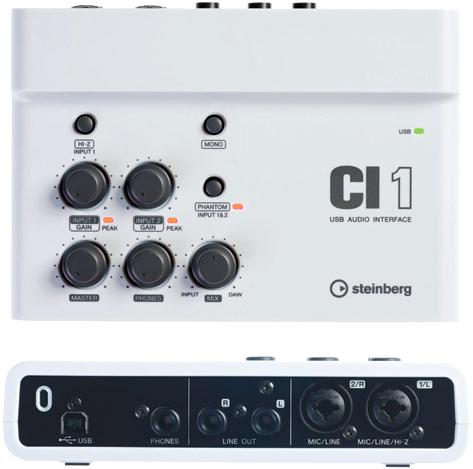 USB
HI-Z
INPUT 1
MONO
PHANTOM
INPUT 1&2
CI 1
USB AUDIO INTERFACE
INPUT 1
GAIN
PEAK
INPUT 2
GAIN
PEAK
steinberg
MASTER
PHONES
INPUT
MIX
DAW
2/R
1/L
R
L
USB
PHONES
LINE OUT
MIC/LINE
MIC/LINE/HI-Z